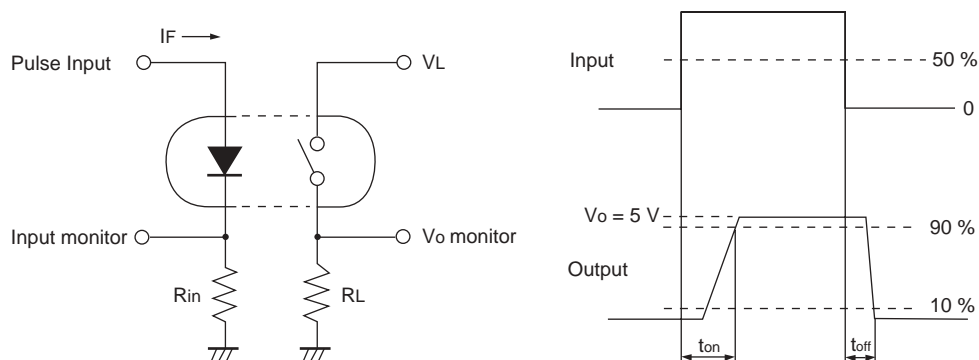 IF
Pulse Input
VL
Input monitor
Vo monitor
Rin
RL
Input
50 %
0
Vo = 5 V
90 %
Output
10 %
ton
toff